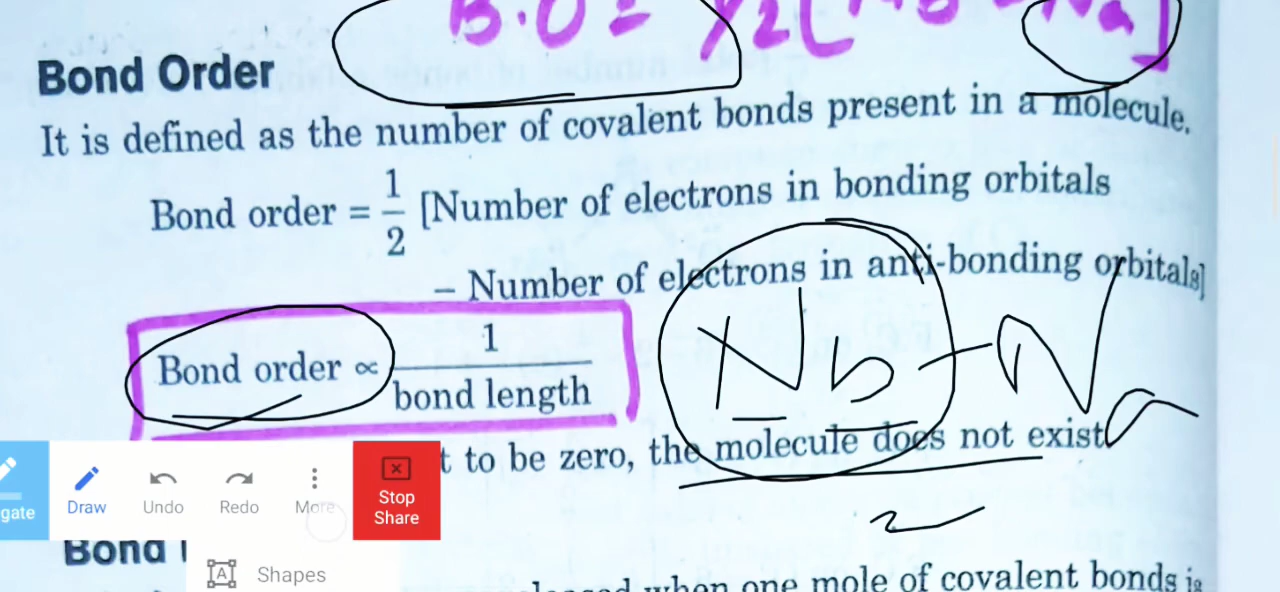 B.O = 1/2 [Nb - Na]
Bond Order
It is defined as the number of covalent bonds present in a molecule.
Bond order = 1/2 [Number of electrons in bonding orbitals
– Number of electrons in anti-bonding orbitals]
Bond order ∝ 1/bond length
Nb - Na
t to be zero, the molecule does not exist
gate
Draw
Undo
Redo
More
Stop
Share
Bond
Shapes
when one mole of covalent bonds is